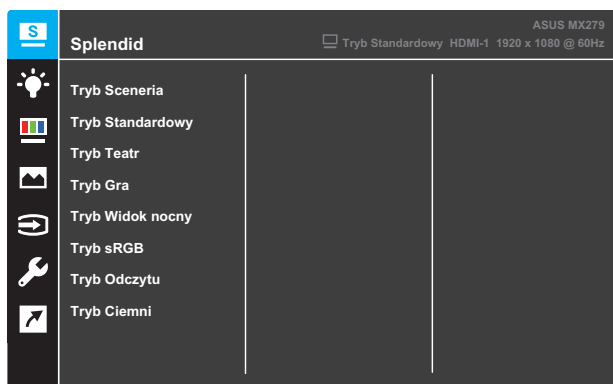 S
ASUS MX279
Splendid
Tryb Standardowy HDMI-1 1920 x 1080 @ 60Hz
Tryb Sceneria
Tryb Standardowy
Tryb Teatr
Tryb Gra
Tryb Widok nocny
Tryb sRGB
Tryb Odczytu
Tryb Ciemni